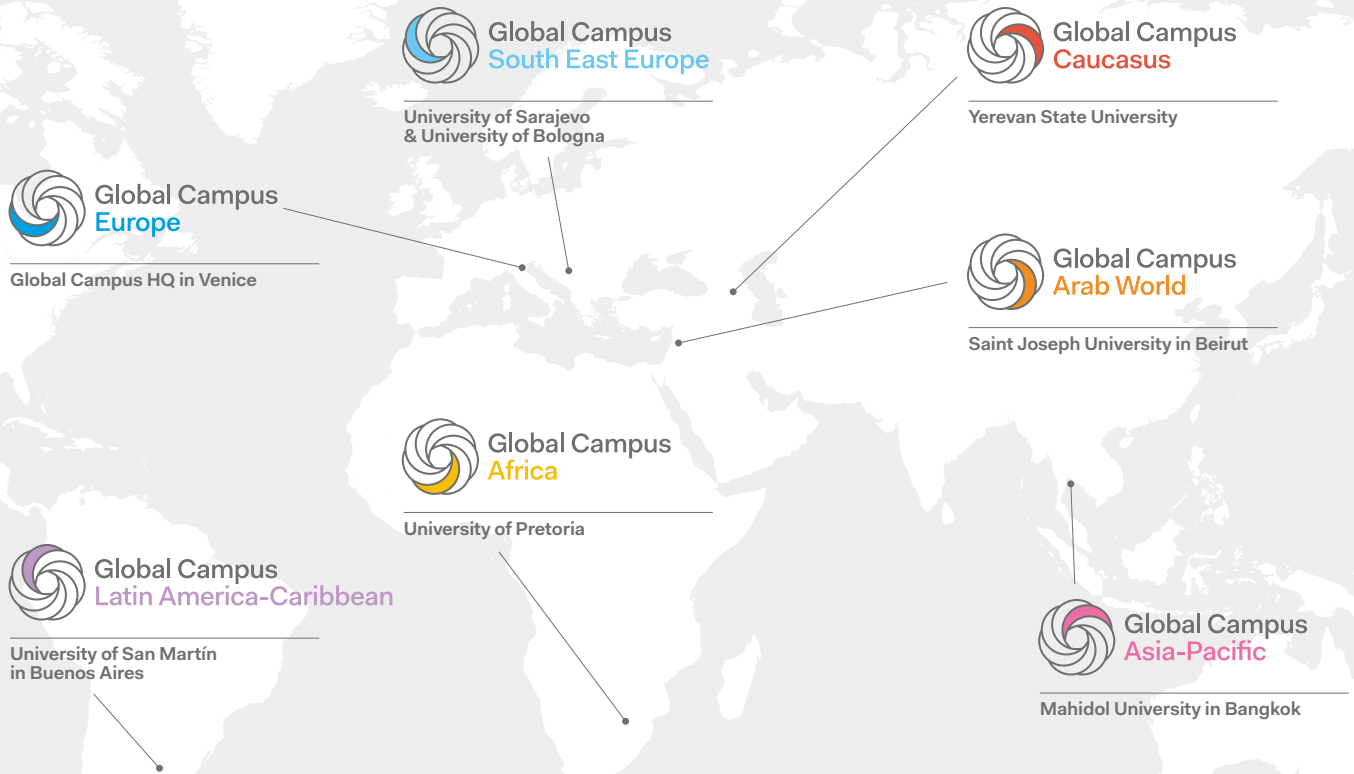 Global Campus
South East Europe
University of Sarajevo
& University of Bologna
Global Campus
Caucasus
Yerevan State University
Global Campus
Europe
Global Campus HQ in Venice
Global Campus
Arab World
Saint Joseph University in Beirut
Global Campus
Africa
University of Pretoria
Global Campus
Latin America-Caribbean
University of San Martín
in Buenos Aires
Global Campus
Asia-Pacific
Mahidol University in Bangkok